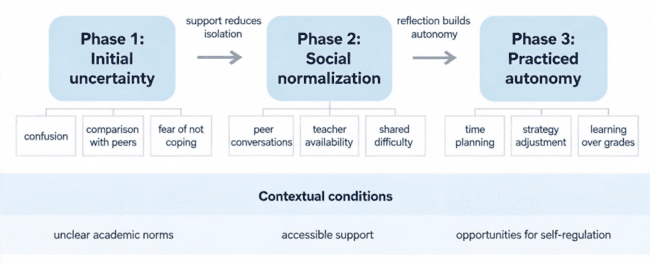 support reduces
isolation
reflection builds
autonomy
Phase 1:
Initial
uncertainty
Phase 2:
Social
normalization
Phase 3:
Practiced
autonomy
confusion
comparison
with peers
fear of not
coping
peer
conversations
teacher
availability
shared
difficulty
time
planning
strategy
adjustment
learning
over grades
Contextual conditions
unclear academic norms
accessible support
opportunities for self-regulation